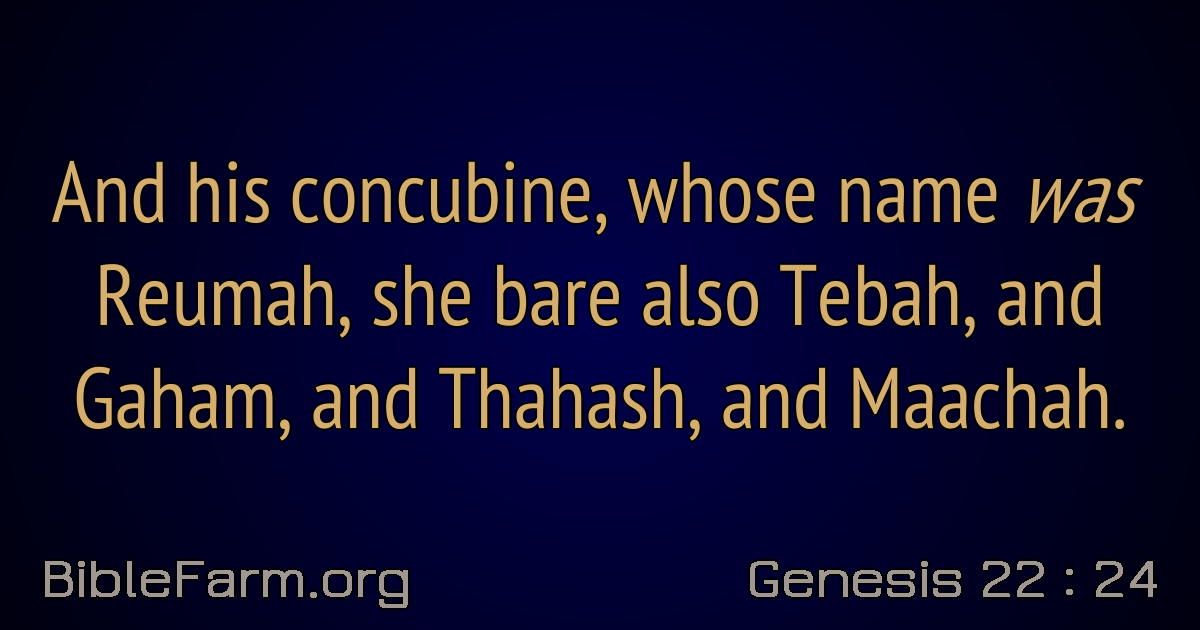 And his concubine, whose name was
Reumah, she bare also Tebah, and
Gaham, and Thahash, and Maachah.
BibleFarm.org
Genesis 22 : 24